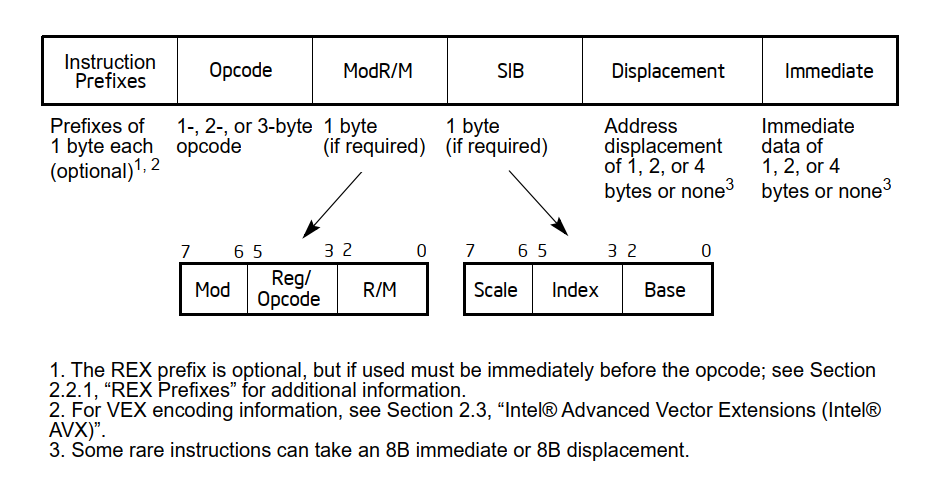 Instruction
Prefixes
Opcode
ModR/M
SIB
Displacement
Immediate
Prefixes of
1 byte each
(optional)1, 2
1-, 2-, or 3-byte
opcode
1 byte
(if required)
1 byte
(if required)
Address
displacement
of 1, 2, or 4
bytes or none3
Immediate
data of
1, 2, or 4
bytes or none3
7 6 5 3 2 0
Mod
Reg/
Opcode
R/M
7 6 5 3 2 0
Scale
Index
Base
1. The REX prefix is optional, but if used must be immediately before the opcode; see Section
2.2.1, “REX Prefixes” for additional information.
2. For VEX encoding information, see Section 2.3, “Intel® Advanced Vector Extensions (Intel®
AVX)”.
3. Some rare instructions can take an 8B immediate or 8B displacement.